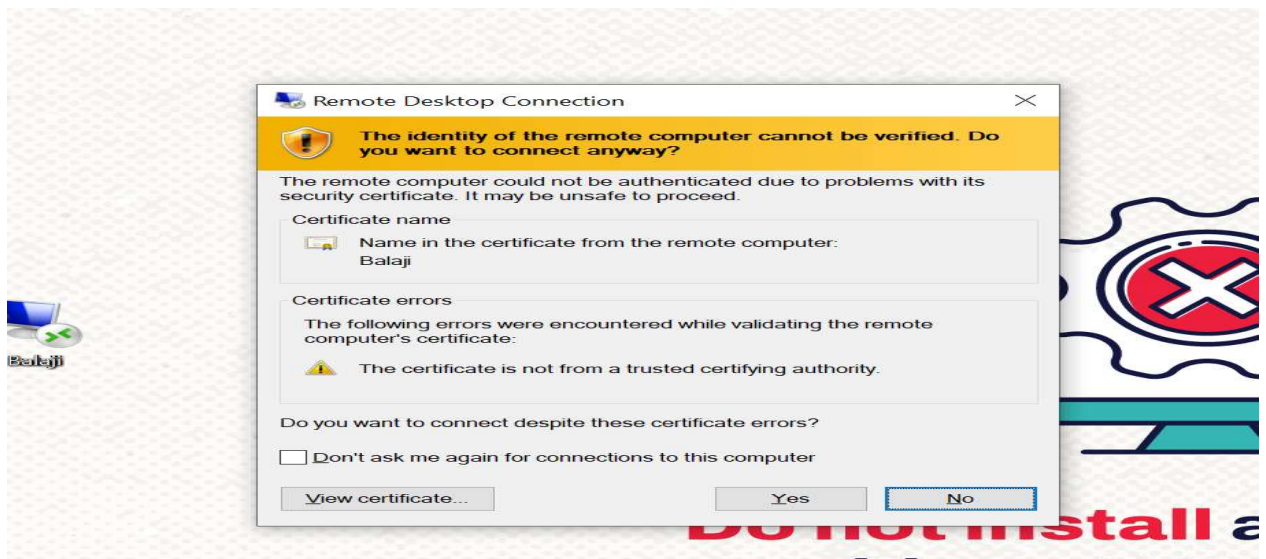 Remote Desktop Connection
The identity of the remote computer cannot be verified. Do
you want to connect anyway?
The remote computer could not be authenticated due to problems with its
security certificate. It may be unsafe to proceed.
Certificate name
Name in the certificate from the remote computer:
Balaji
Certificate errors
The following errors were encountered while validating the remote
computer's certificate:
The certificate is not from a trusted certifying authority.
Balaji
Do you want to connect despite these certificate errors?
Don't ask me again for connections to this computer
View certificate...
Yes
No
Do not install a